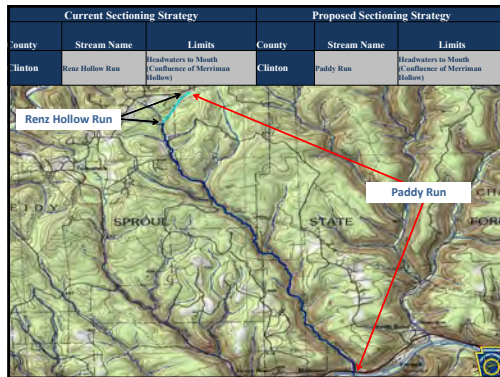 Current Sectioning Strategy Proposed Sectioning Strategy
County Stream Name Limits County Stream Name Limits
Clinton Renz Hollow Run Headwaters to Mouth (Confluence of Merriman Hollow) Clinton Paddy Run Headwaters to Mouth (Confluence of Merriman Hollow)
Renz Hollow Run
Paddy Run
SPROUL STATE